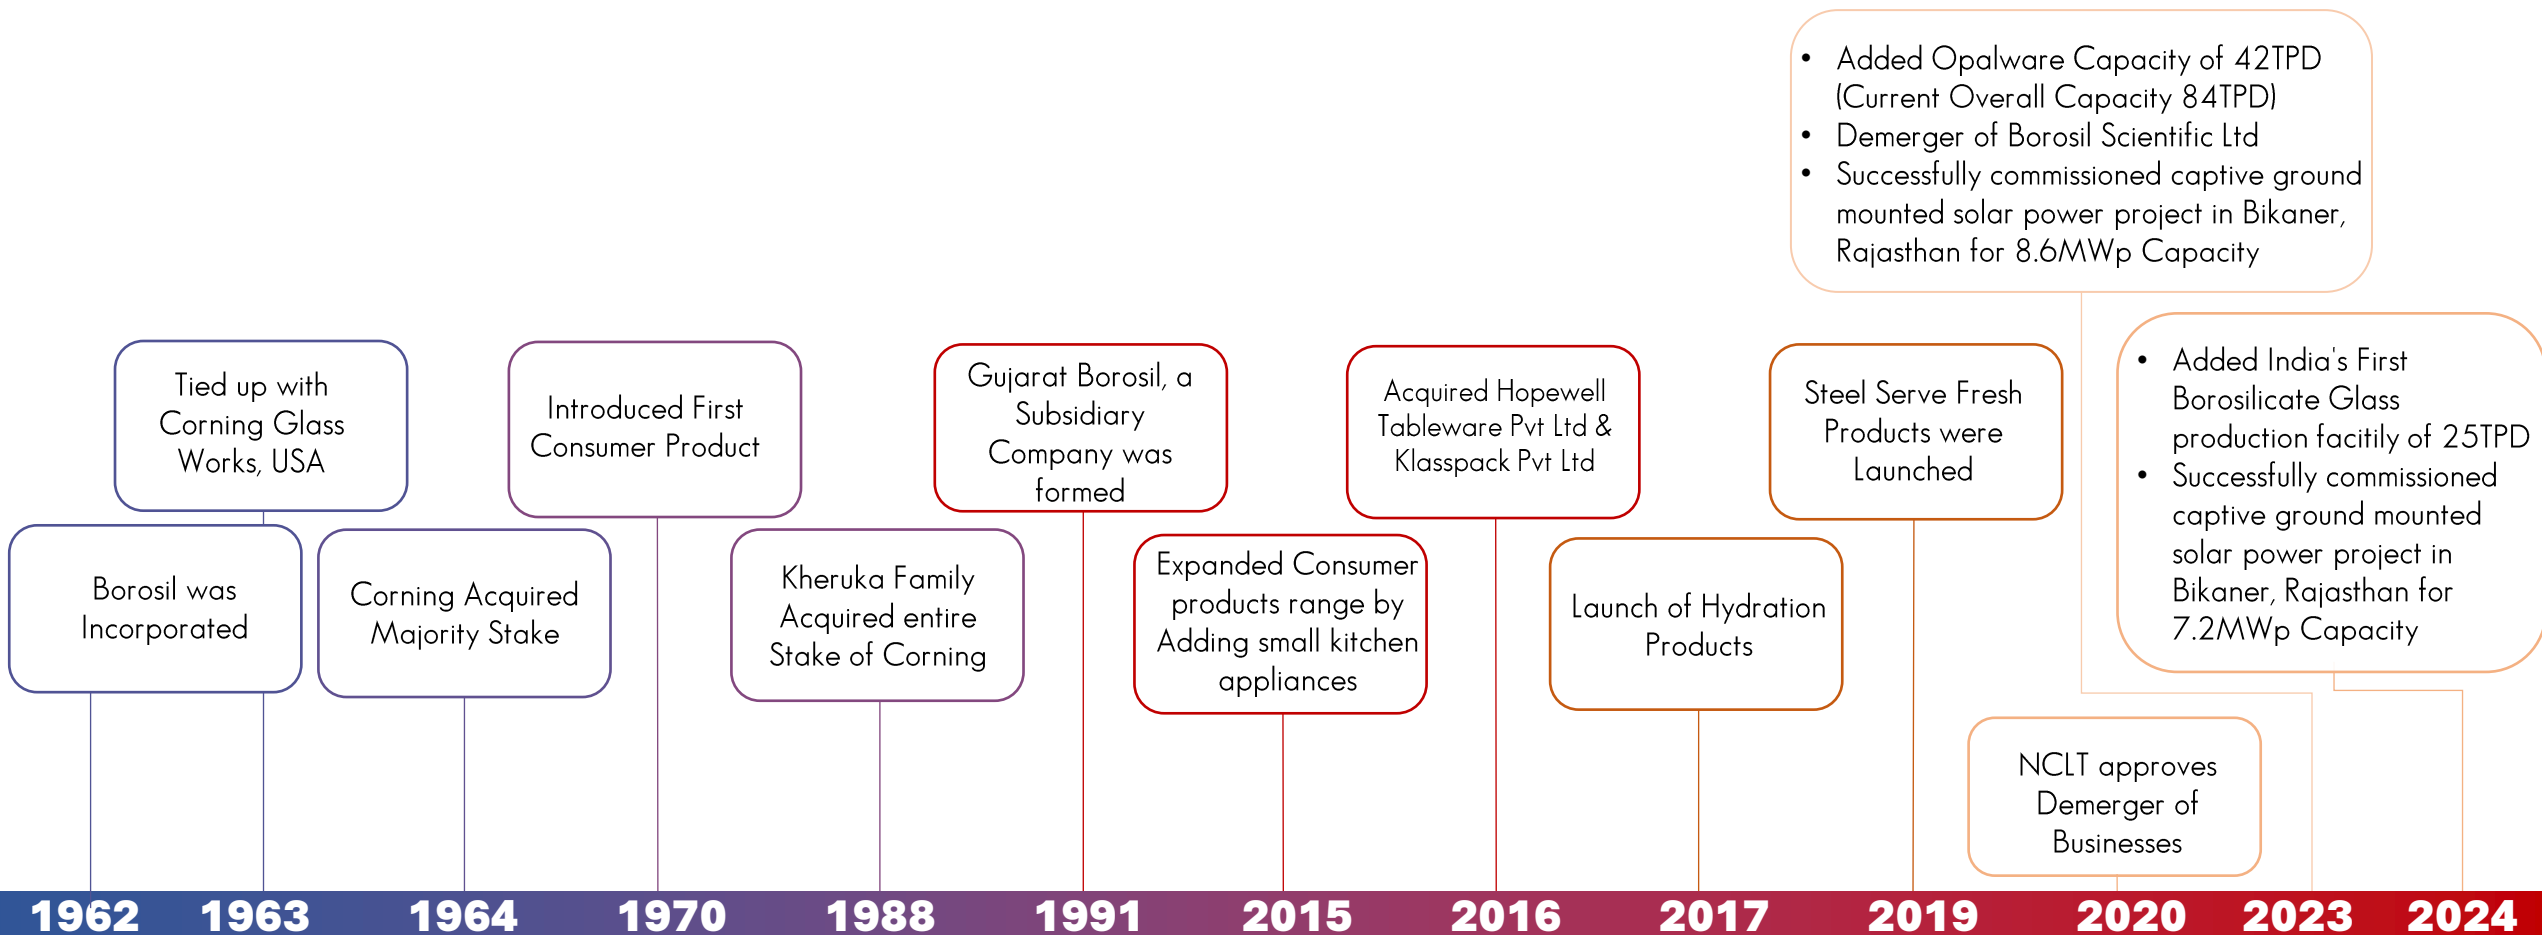 • Added Opalware Capacity of 42TPD
(Current Overall Capacity 84TPD)
• Demerger of Borosil Scientific Ltd
• Successfully commissioned captive ground
mounted solar power project in Bikaner,
Rajasthan for 8.6MWp Capacity
Tied up with
Corning Glass
Works, USA
Introduced First
Consumer Product
Gujarat Borosil, a
Subsidiary
Company was
formed
Acquired Hopewell
Tableware Pvt Ltd &
Klasspack Pvt Ltd
Steel Serve Fresh
Products were
Launched
• Added India's First
Borosilicate Glass
production facitily of 25TPD
• Successfully commissioned
captive ground mounted
solar power project in
Bikaner, Rajasthan for
7.2MWp Capacity
Borosil was
Incorporated
Corning Acquired
Majority Stake
Kheruka Family
Acquired entire
Stake of Corning
Expanded Consumer
products range by
Adding small kitchen
appliances
Launch of Hydration
Products
NCLT approves
Demerger of
Businesses
1962 1963 1964 1970 1988 1991 2015 2016 2017 2019 2020 2023 2024